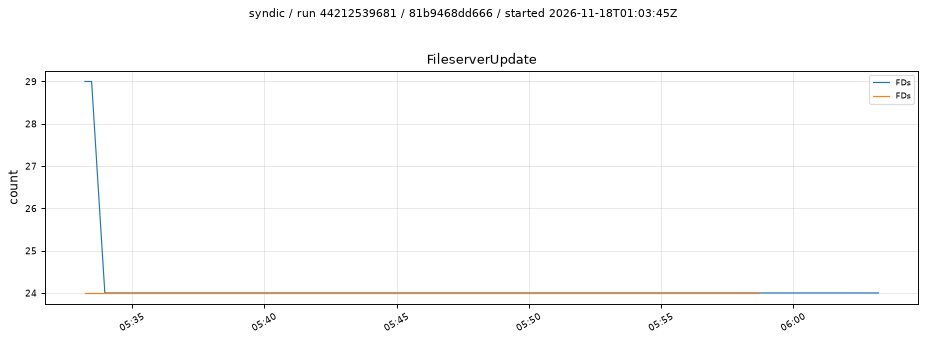 syndic / run 44212539681 / 81b9468dd666 / started 2026-11-18T01:03:45Z
FileserverUpdate
FDs
FDs
count
29
28
27
26
25
24
05:35
05:40
05:45
05:50
05:55
06:00